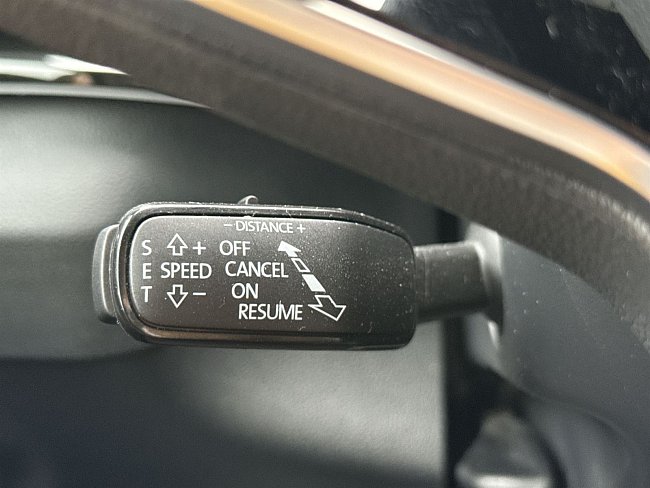 − DISTANCE +
S + OFF
E SPEED CANCEL
T − ON
RESUME